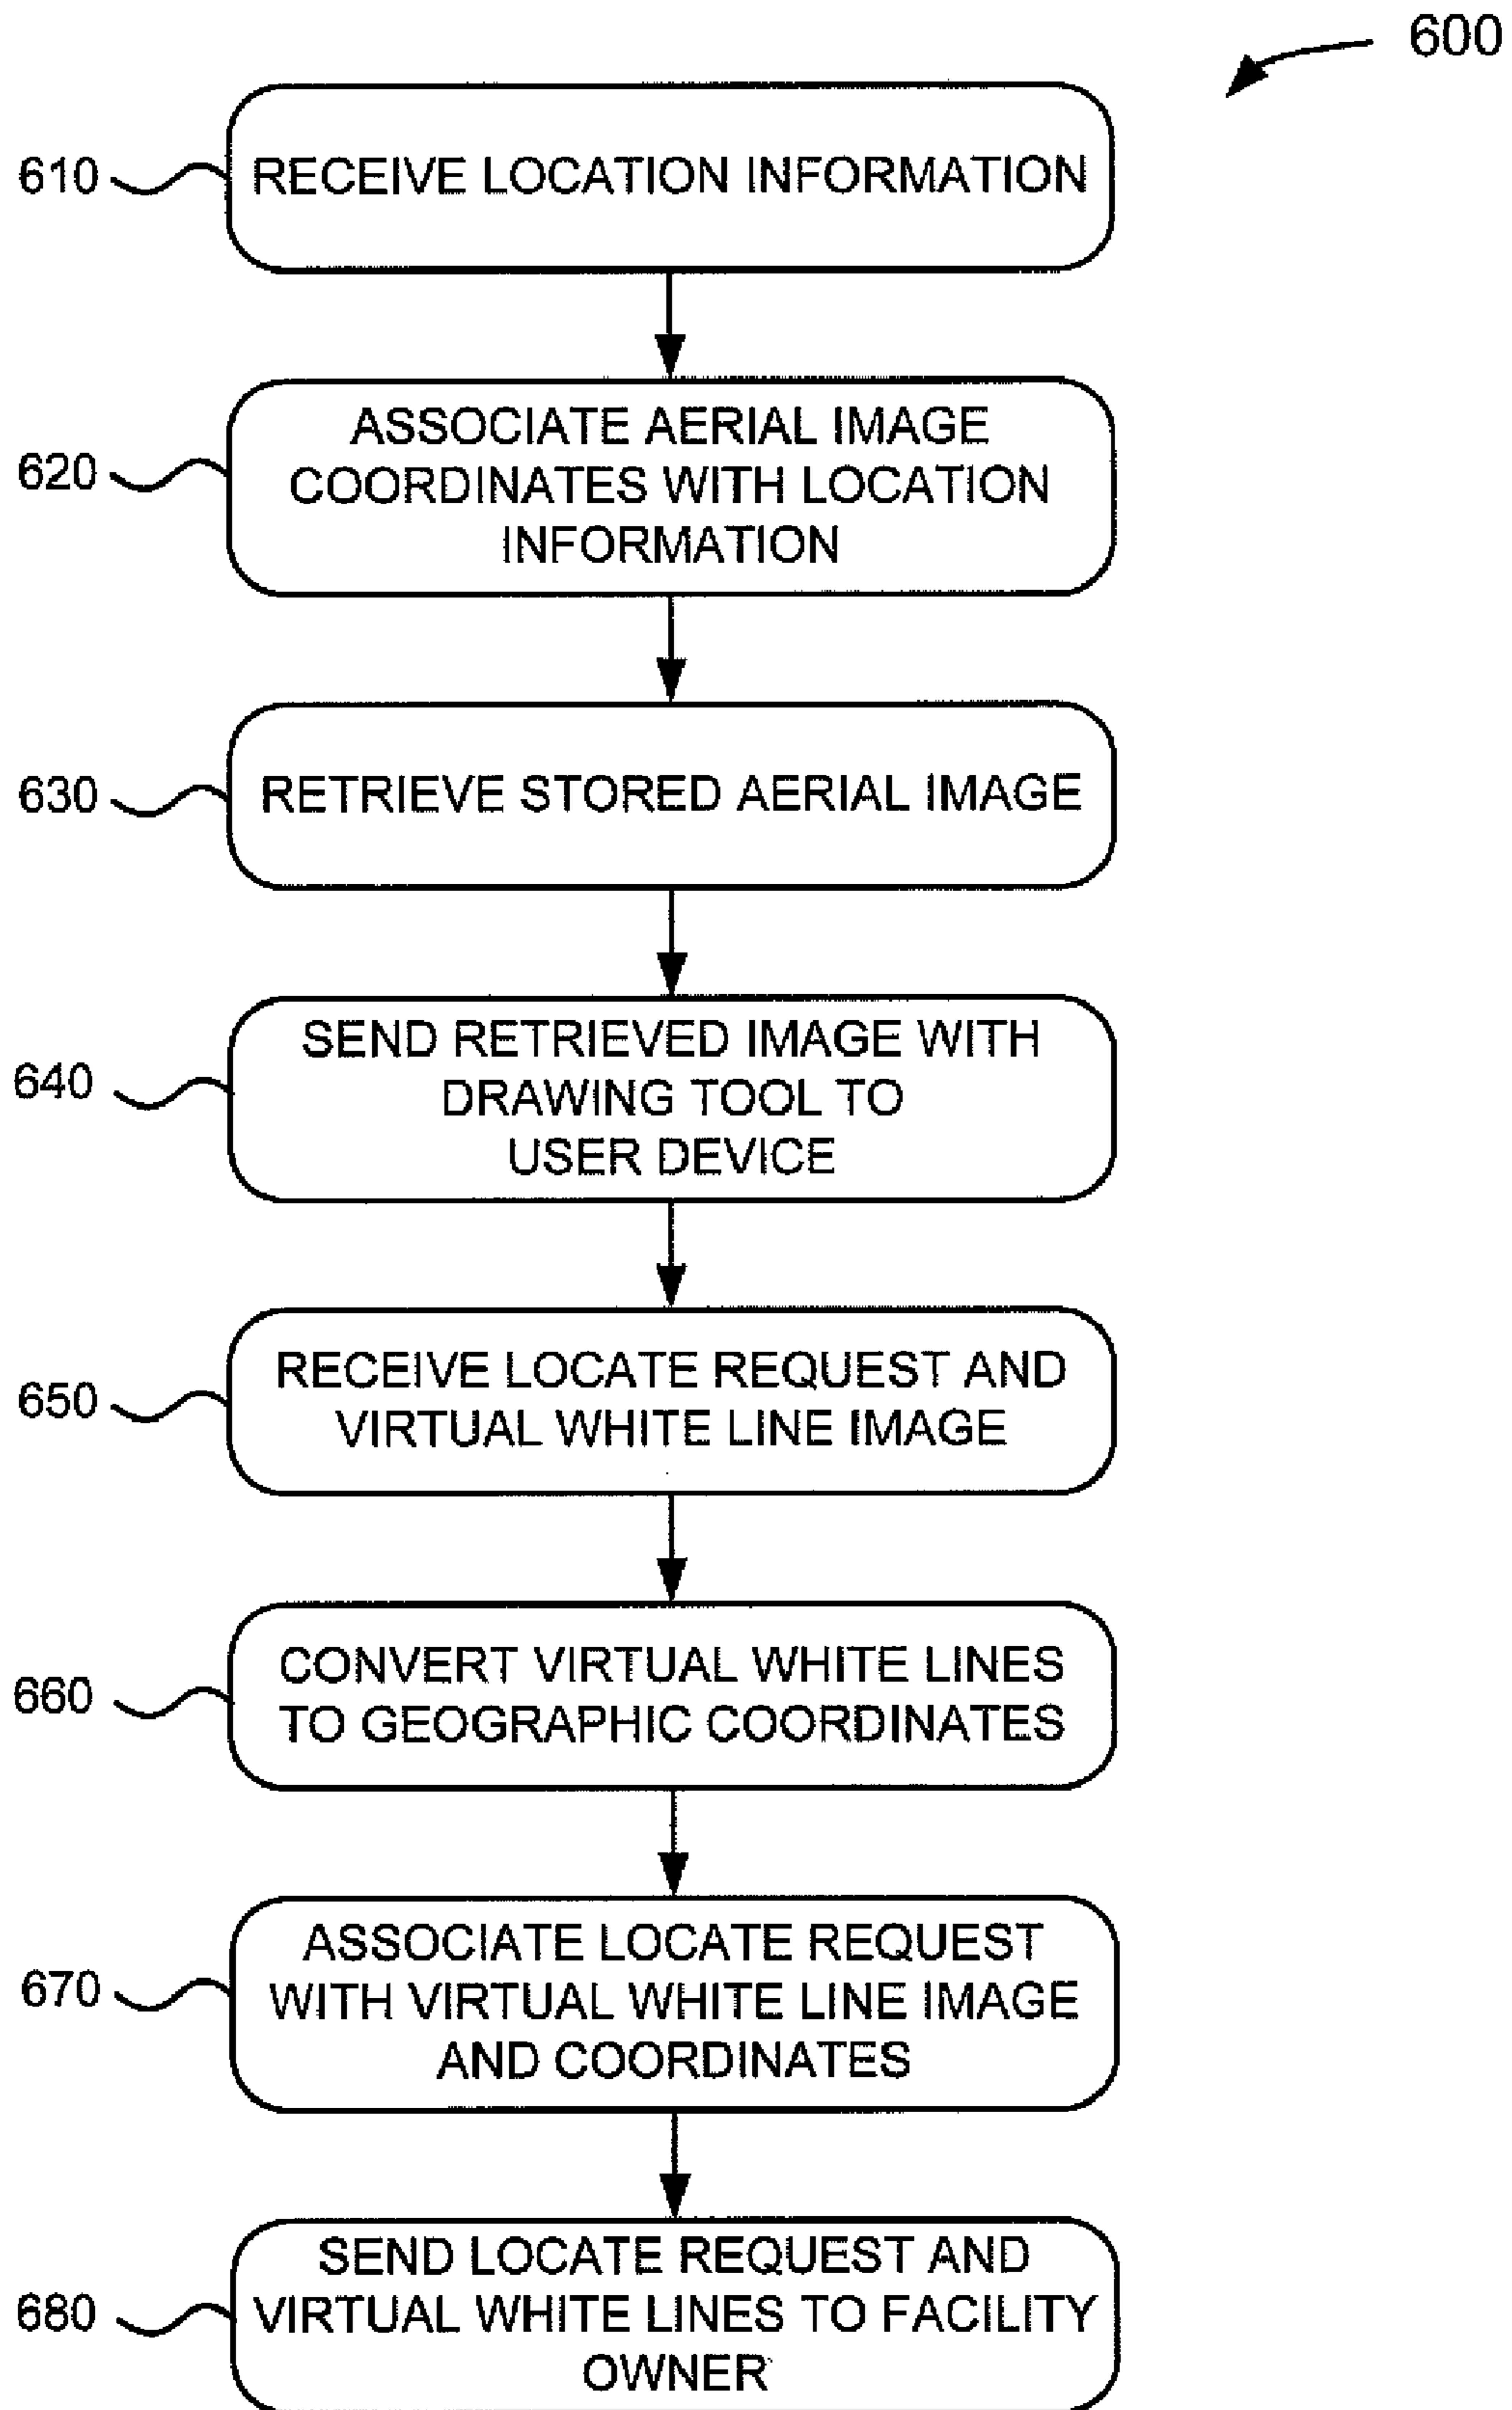 600
610
RECEIVE LOCATION INFORMATION
620
ASSOCIATE AERIAL IMAGE
COORDINATES WITH LOCATION
INFORMATION
630
RETRIEVE STORED AERIAL IMAGE
640
SEND RETRIEVED IMAGE WITH
DRAWING TOOL TO
USER DEVICE
650
RECEIVE LOCATE REQUEST AND
VIRTUAL WHITE LINE IMAGE
660
CONVERT VIRTUAL WHITE LINES
TO GEOGRAPHIC COORDINATES
670
ASSOCIATE LOCATE REQUEST
WITH VIRTUAL WHITE LINE IMAGE
AND COORDINATES
680
SEND LOCATE REQUEST AND
VIRTUAL WHITE LINES TO FACILITY
OWNER